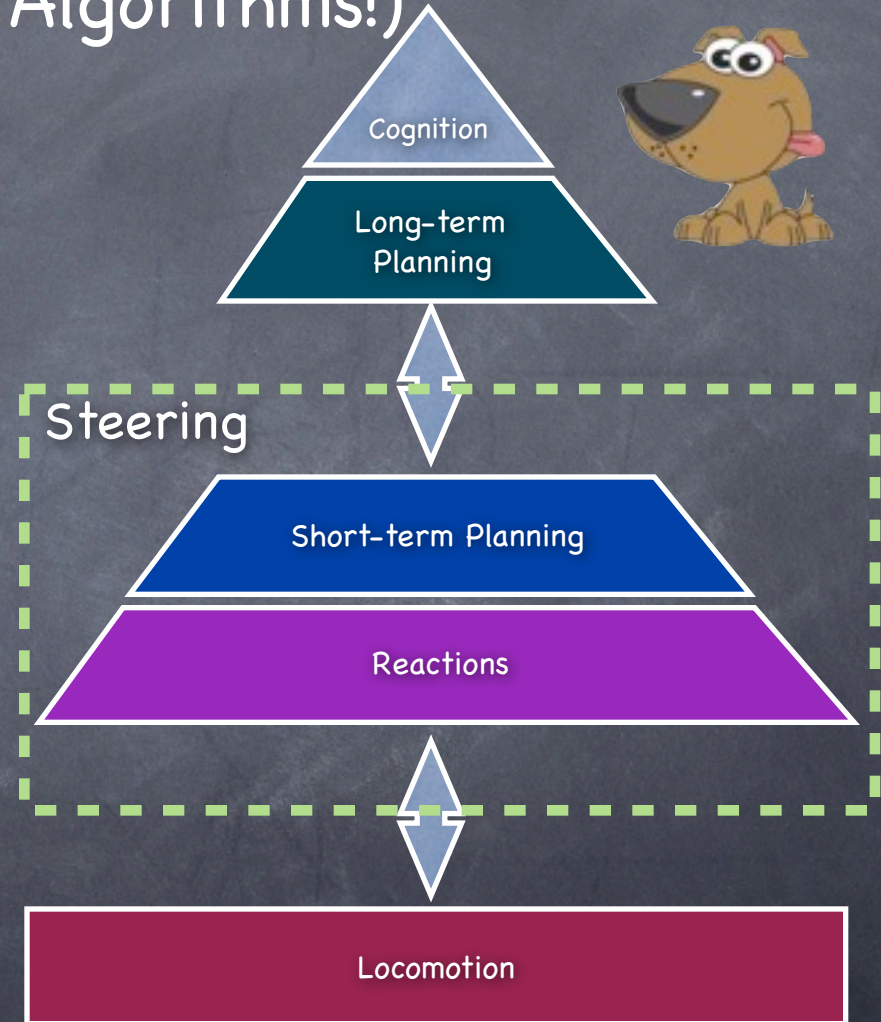 Algorithms!)
Cognition
Long-term
Planning
Steering
Short-term Planning
Reactions
Locomotion